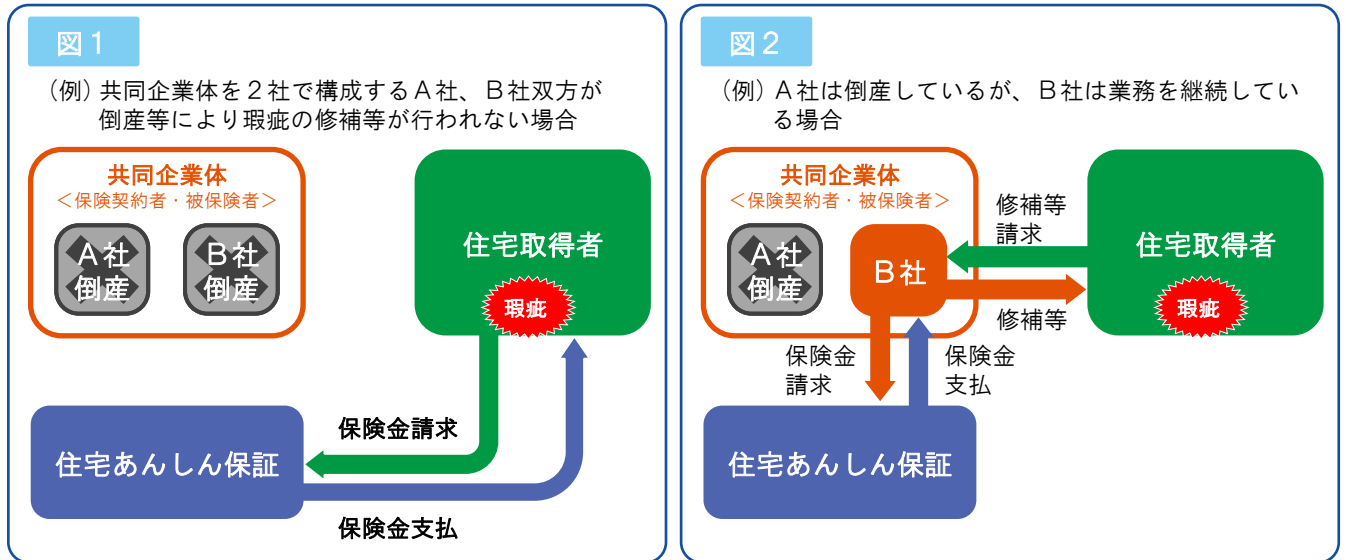 図1
(例) 共同企業体を2社で構成するA社、B社双方が
倒産等により瑕疵の修補等が行われない場合
共同企業体
<保険契約者・被保険者>
A社
倒産
B社
倒産
住宅取得者
瑕疵
保険金請求
住宅あんしん保証
保険金支払
図2
(例) A社は倒産しているが、B社は業務を継続してい
る場合
共同企業体
<保険契約者・被保険者>
A社
倒産
B社
修補等
請求
住宅取得者
瑕疵
修補等
保険金
請求
保険金
支払
住宅あんしん保証